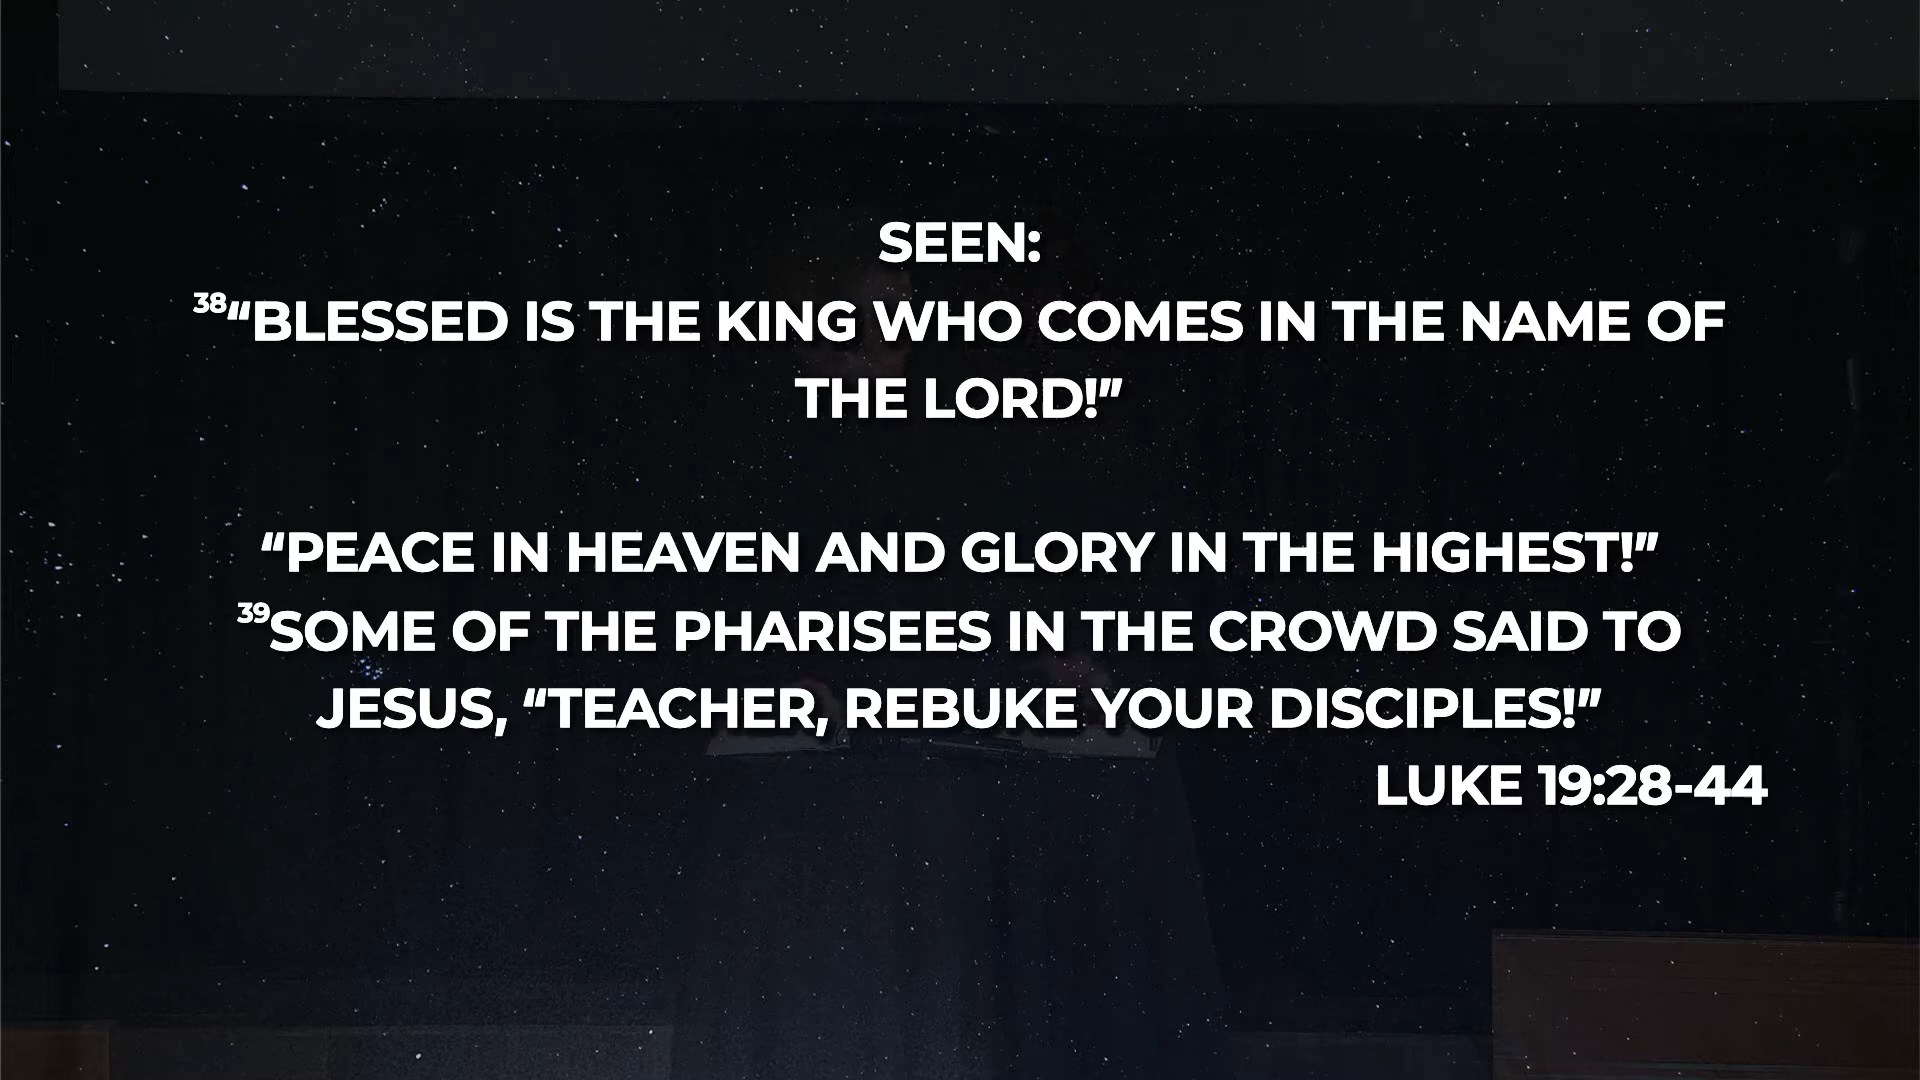 SEEN:
38“BLESSED IS THE KING WHO COMES IN THE NAME OF
THE LORD!”
“PEACE IN HEAVEN AND GLORY IN THE HIGHEST!”
39SOME OF THE PHARISEES IN THE CROWD SAID TO
JESUS, “TEACHER, REBUKE YOUR DISCIPLES!”
LUKE 19:28-44